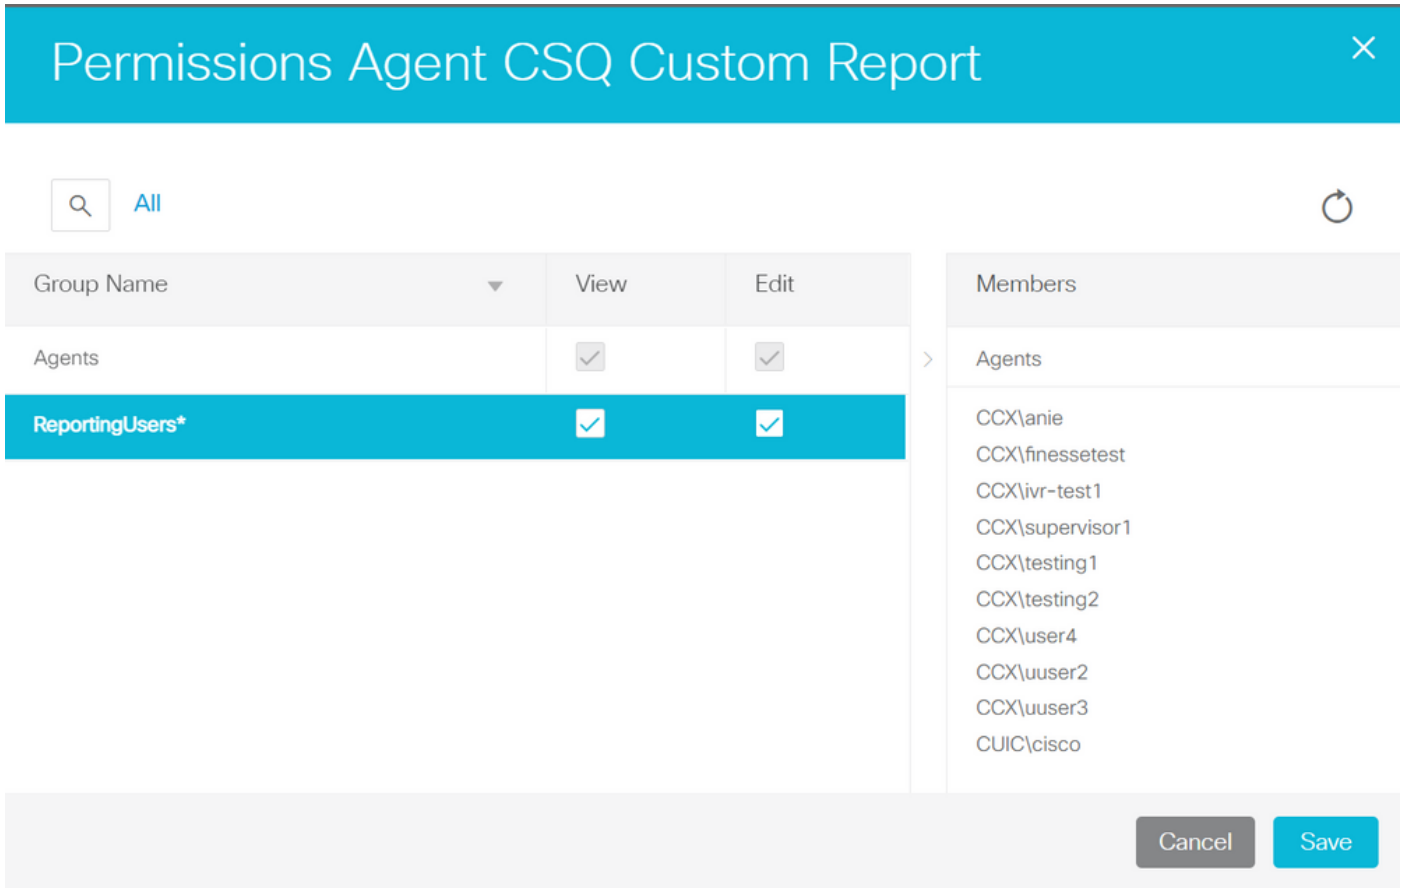 Permissions Agent CSQ Custom Report
All
Group Name View Edit Members
Agents Agents
ReportingUsers*
CCX\anie
CCX\finessetest
CCX\ivr-test1
CCX\supervisor1
CCX\testing1
CCX\testing2
CCX\user4
CCX\uuser2
CCX\uuser3
CUIC\cisco
Cancel Save